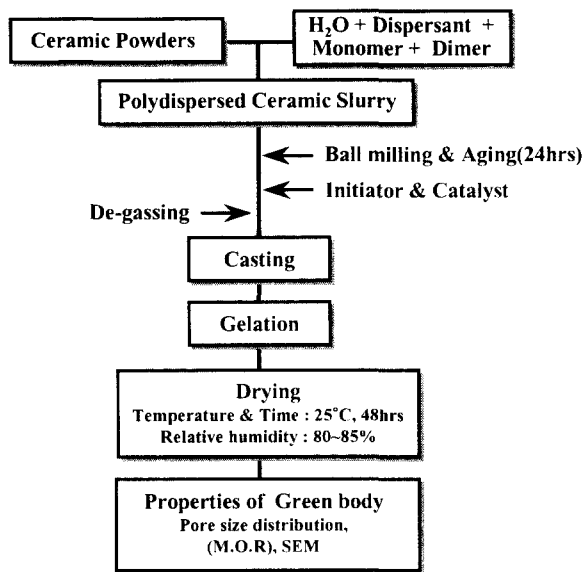 Ceramic Powders
H₂O + Dispersant +
Monomer + Dimer
Polydispersed Ceramic Slurry
Ball milling & Aging(24hrs)
Initiator & Catalyst
De-gassing
Casting
Gelation
Drying
Temperature & Time : 25°C, 48hrs
Relative humidity : 80~85%
Properties of Green body
Pore size distribution,
(M.O.R), SEM